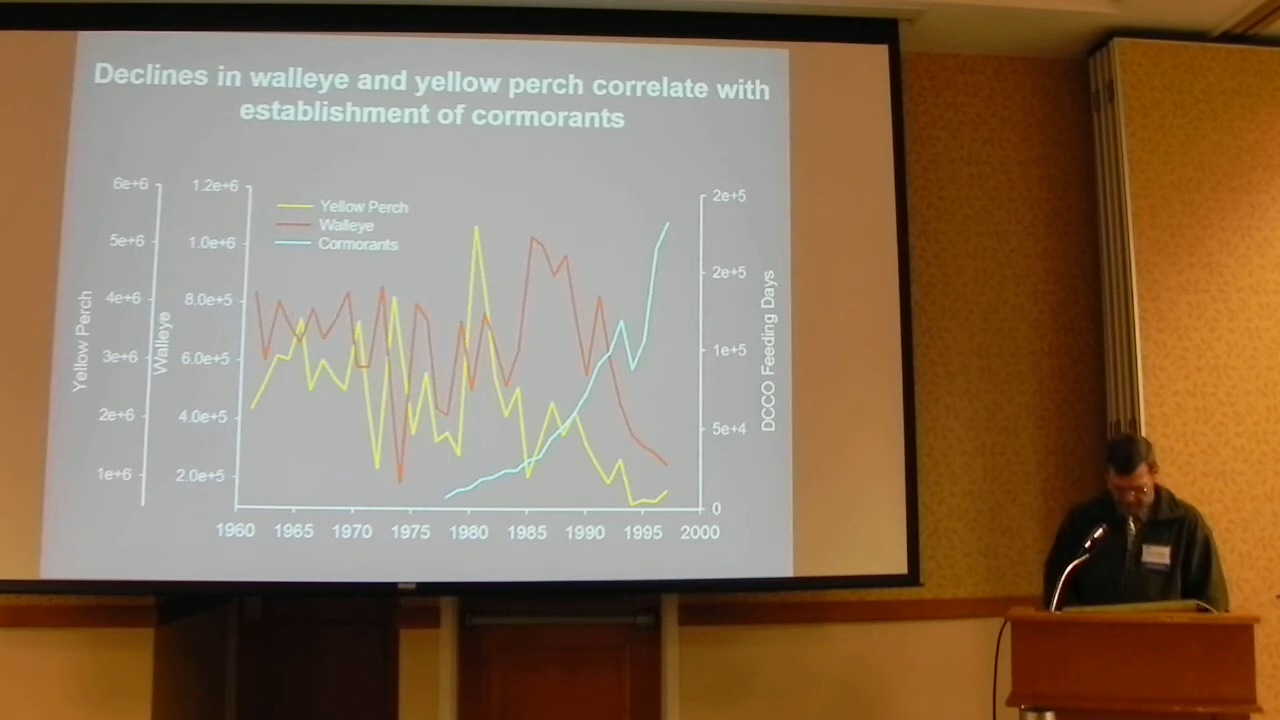 Declines in walleye and yellow perch correlate with
establishment of cormorants
Yellow Perch
Walleye
Cormorants
Yellow Perch
6e+6
5e+6
4e+6
3e+6
2e+6
1e+6
Walleye
1.2e+6
1.0e+6
8.0e+5
6.0e+5
4.0e+5
2.0e+5
2e+5
2e+5
1e+5
5e+4
0
DCCO Feeding Days
1960 1965 1970 1975 1980 1985 1990 1995 2000